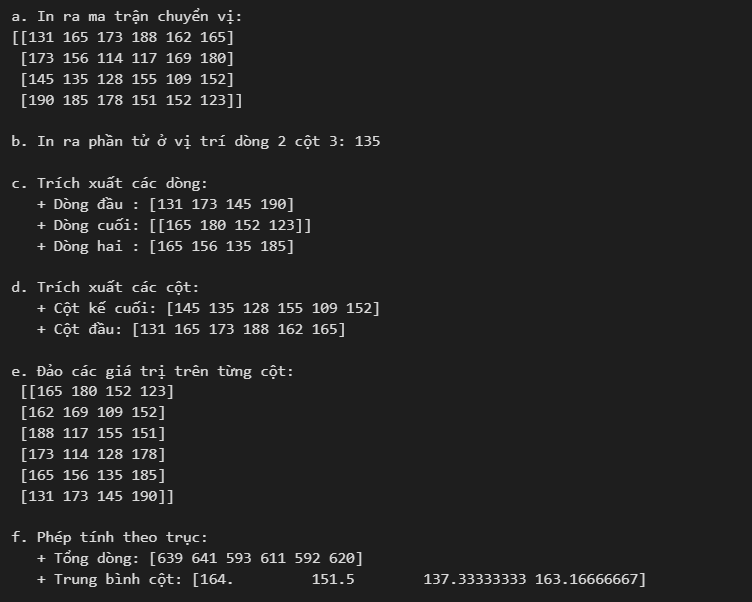 a. In ra ma trận chuyển vị:
[[131 165 173 188 162 165]
 [173 156 114 117 169 180]
 [145 135 128 155 109 152]
 [190 185 178 151 152 123]]
b. In ra phần tử ở vị trí dòng 2 cột 3: 135
c. Trích xuất các dòng:
   + Dòng đầu : [131 173 145 190]
   + Dòng cuối: [[165 180 152 123]]
   + Dòng hai : [165 156 135 185]
d. Trích xuất các cột:
   + Cột kế cuối: [145 135 128 155 109 152]
   + Cột đầu: [131 165 173 188 162 165]
e. Đảo các giá trị trên từng cột:
 [[165 180 152 123]
 [162 169 109 152]
 [188 117 155 151]
 [173 114 128 178]
 [165 156 135 185]
 [131 173 145 190]]
f. Phép tính theo trục:
   + Tổng dòng: [639 641 593 611 592 620]
   + Trung bình cột: [164.         151.5        137.33333333 163.16666667]